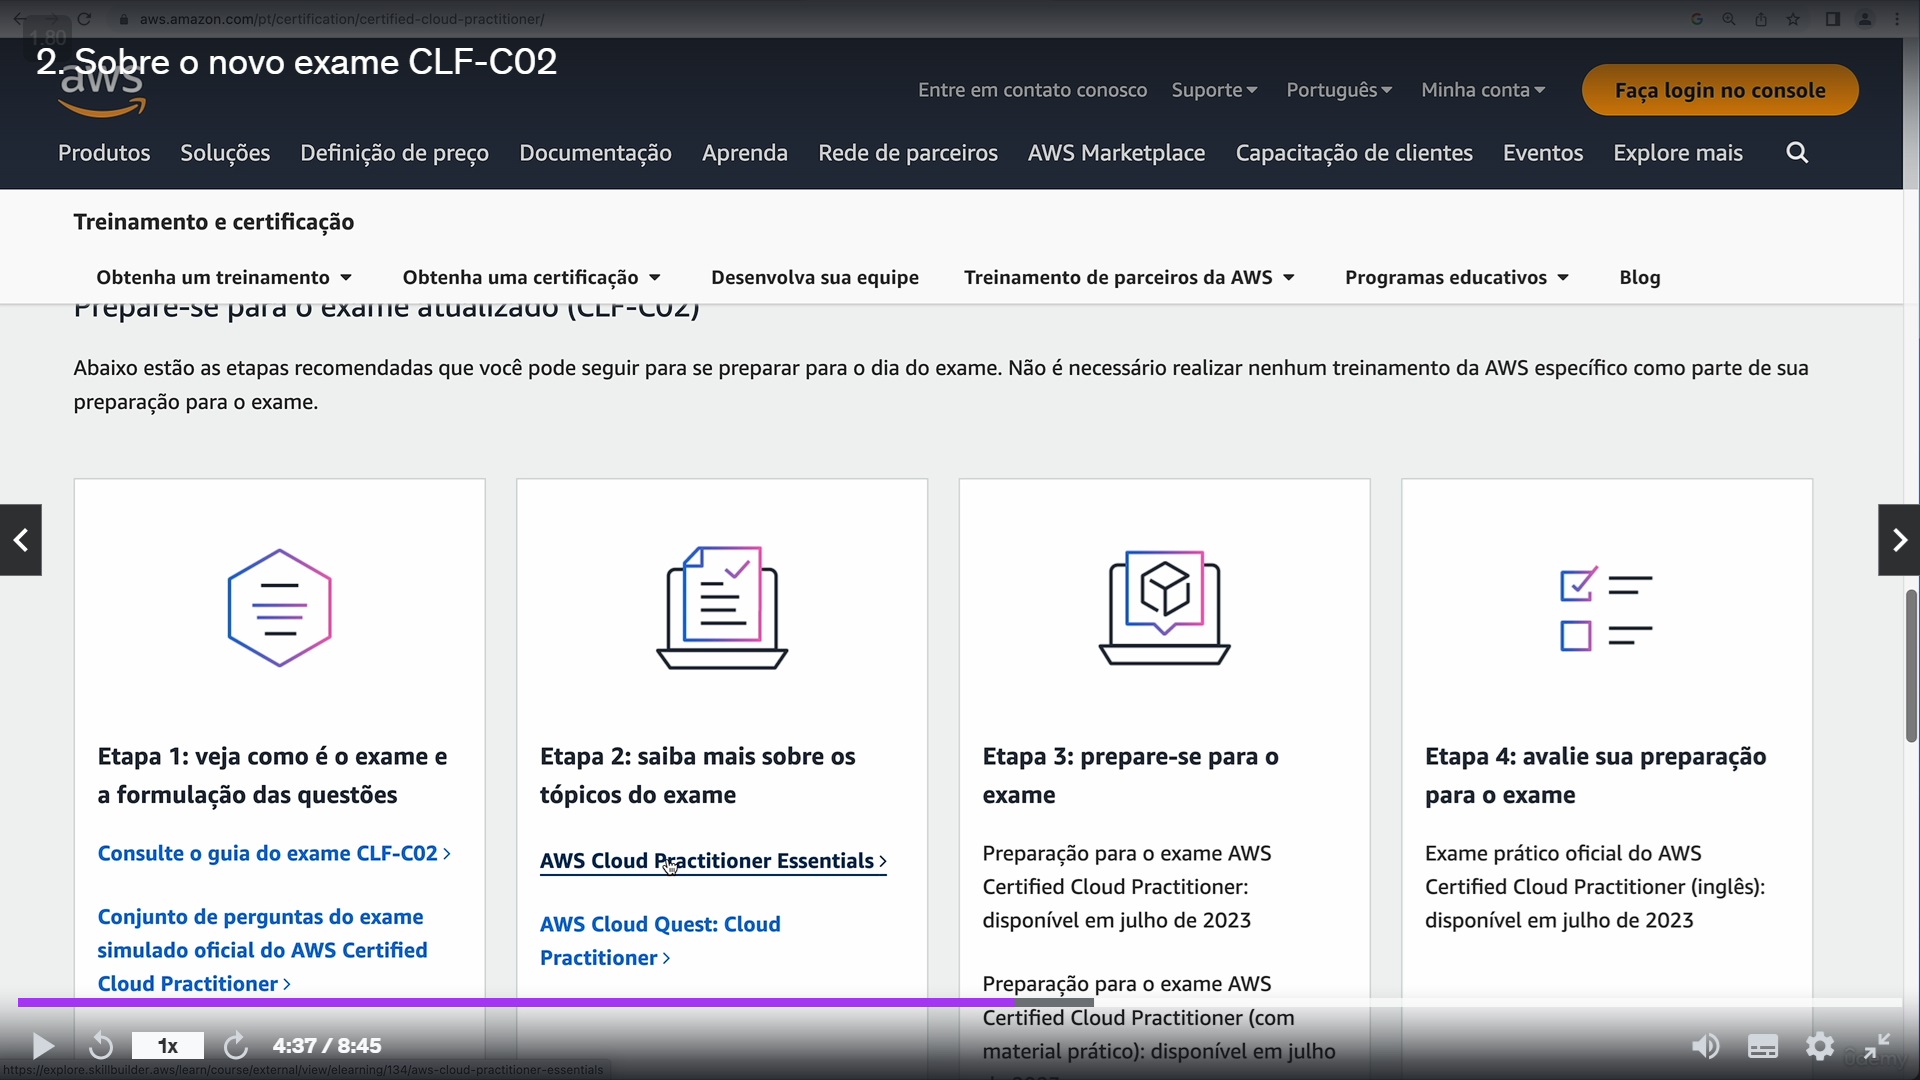 aws.amazon.com/pt/certification/certified-cloud-practitioner/
1.80
2. Sobre o novo exame CLF-C02
aws
Entre em contato conosco Suporte Português Minha conta Faça login no console
Produtos Soluções Definição de preço Documentação Aprenda Rede de parceiros AWS Marketplace Capacitação de clientes Eventos Explore mais
Treinamento e certificação
Obtenha um treinamento Obtenha uma certificação Desenvolva sua equipe Treinamento de parceiros da AWS Programas educativos Blog
Prepare-se para o exame atualizado (CLF-C02)
Abaixo estão as etapas recomendadas que você pode seguir para se preparar para o dia do exame. Não é necessário realizar nenhum treinamento da AWS específico como parte de sua
preparação para o exame.
Etapa 1: veja como é o exame e
a formulação das questões
Consulte o guia do exame CLF-C02 >
Conjunto de perguntas do exame
simulado oficial do AWS Certified
Cloud Practitioner >
Etapa 2: saiba mais sobre os
tópicos do exame
AWS Cloud Practitioner Essentials >
AWS Cloud Quest: Cloud
Practitioner >
Etapa 3: prepare-se para o
exame
Preparação para o exame AWS
Certified Cloud Practitioner:
disponível em julho de 2023
Preparação para o exame AWS
Certified Cloud Practitioner (com
material prático): disponível em julho
Etapa 4: avalie sua preparação
para o exame
Exame prático oficial do AWS
Certified Cloud Practitioner (inglês):
disponível em julho de 2023
1x 4:37 / 8:45
https://explore.skillbuilder.aws/learn/course/external/view/elearning/134/aws-cloud-practitioner-essentials
ûdemy